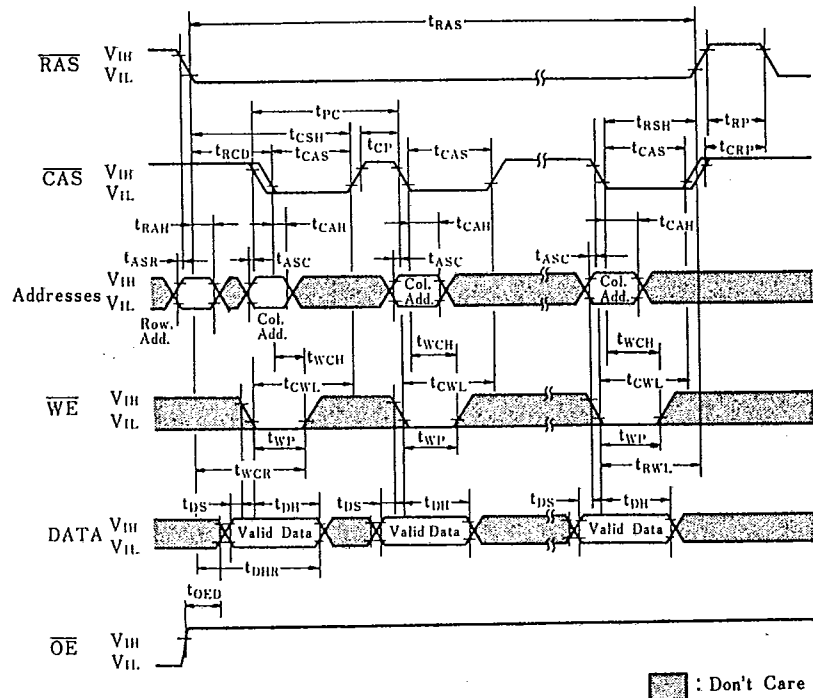 tRAS
RAS VIH
VIL
tPC
tCSH tCP tRSH tRP
tRCD tCAS tCAS tCAS tCRP
CAS VIH
VIL
tRAH tCAH tCAH tCAH
tASR tASC tASC tASC
Addresses VIH
VIL
Col. Add.
Col. Add.
Row. Add.
Col. Add.
tWCH tWCH tWCH
tCWL tCWL tCWL
WE VIH
VIL
tWP tWP tWP
tWCR tRWL
tDS tDH tDS tDH tDS tDH
DATA VIH
VIL
Valid Data Valid Data Valid Data
tDHR
tOED
OE VIH
VIL
: Don't Care